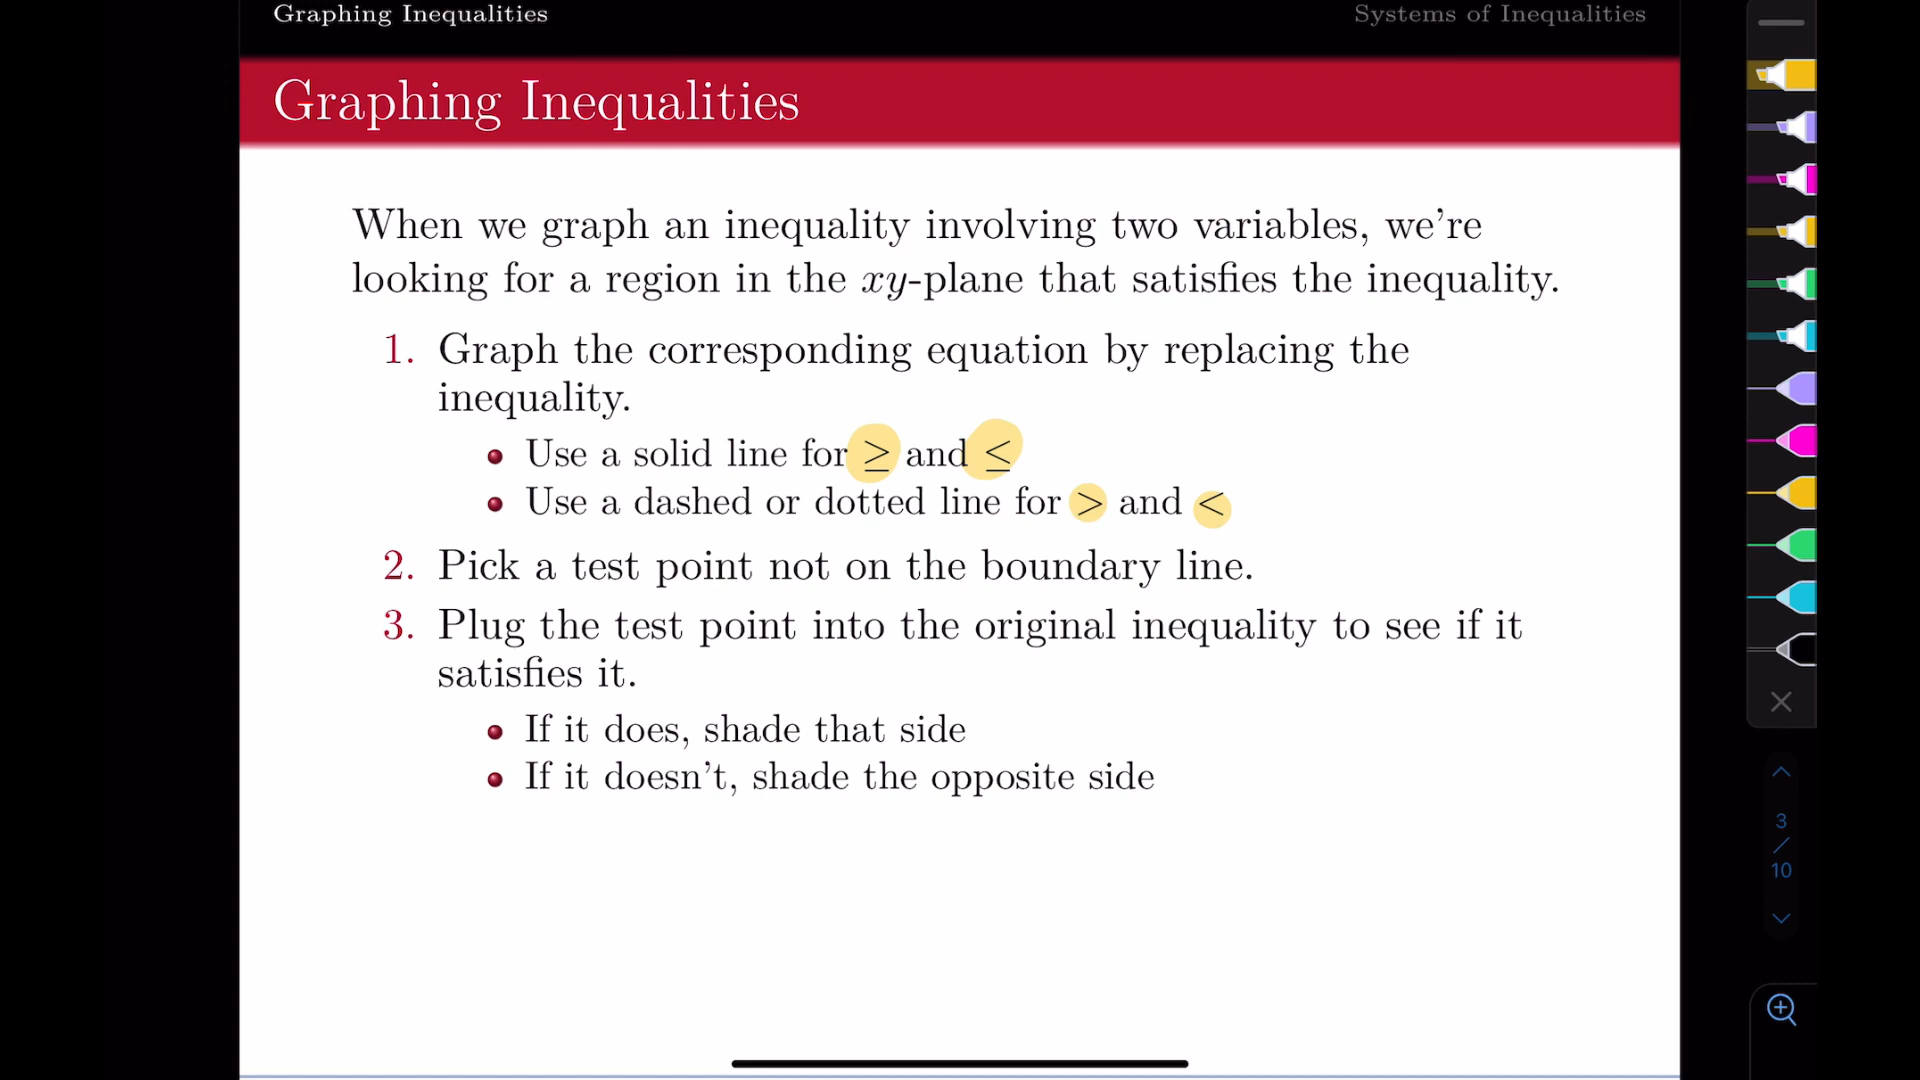 Graphing Inequalities
Systems of Inequalities
Graphing Inequalities
When we graph an inequality involving two variables, we're
looking for a region in the xy-plane that satisfies the inequality.
1. Graph the corresponding equation by replacing the
inequality.
Use a solid line for ≥ and ≤
Use a dashed or dotted line for > and <
2. Pick a test point not on the boundary line.
3. Plug the test point into the original inequality to see if it
satisfies it.
If it does, shade that side
If it doesn't, shade the opposite side
3
/
10